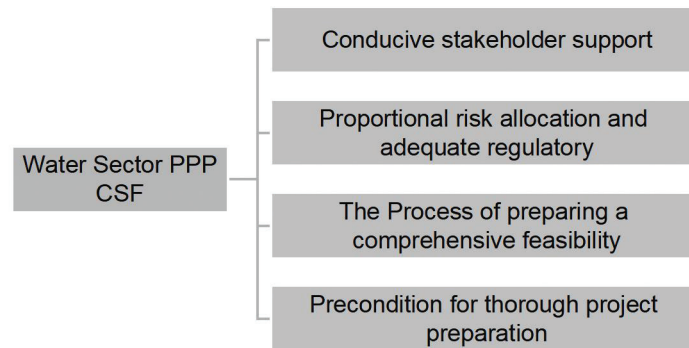 Conducive stakeholder support
Proportional risk allocation and
adequate regulatory
Water Sector PPP
CSF
The Process of preparing a
comprehensive feasibility
Precondition for thorough project
preparation